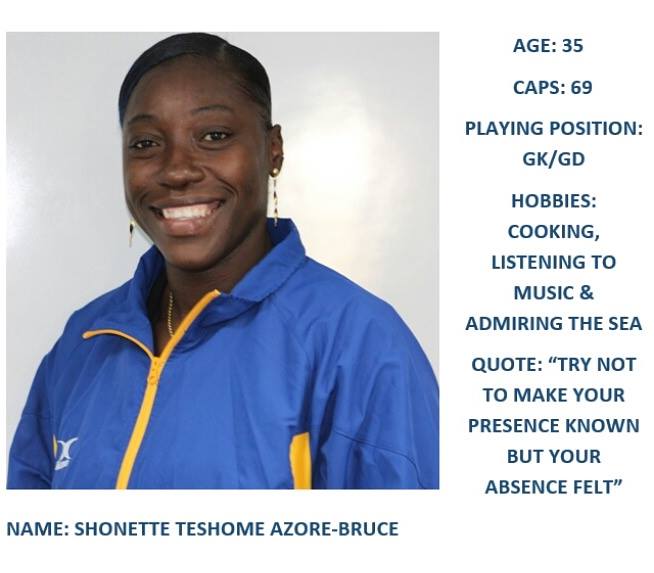 AGE: 35
CAPS: 69
PLAYING POSITION:
GK/GD
HOBBIES:
COOKING,
LISTENING TO
MUSIC &
ADMIRING THE SEA
QUOTE: “TRY NOT
TO MAKE YOUR
PRESENCE KNOWN
BUT YOUR
ABSENCE FELT”
NAME: SHONETTE TESHOME AZORE-BRUCE